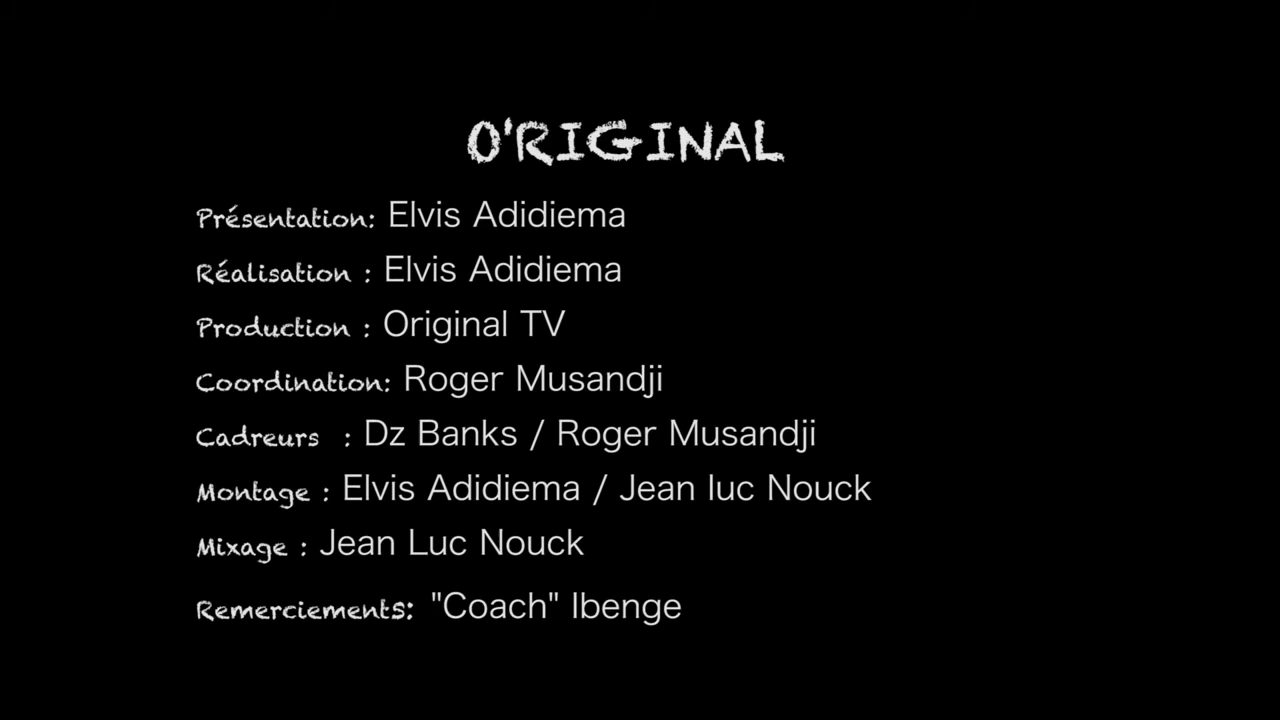 O'RIGINAL
Présentation: Elvis Adidiema
Réalisation : Elvis Adidiema
Production : Original TV
Coordination: Roger Musandji
Cadreurs : Dz Banks / Roger Musandji
Montage : Elvis Adidiema / Jean luc Nouck
Mixage : Jean Luc Nouck
Remerciements: "Coach" Ibenge